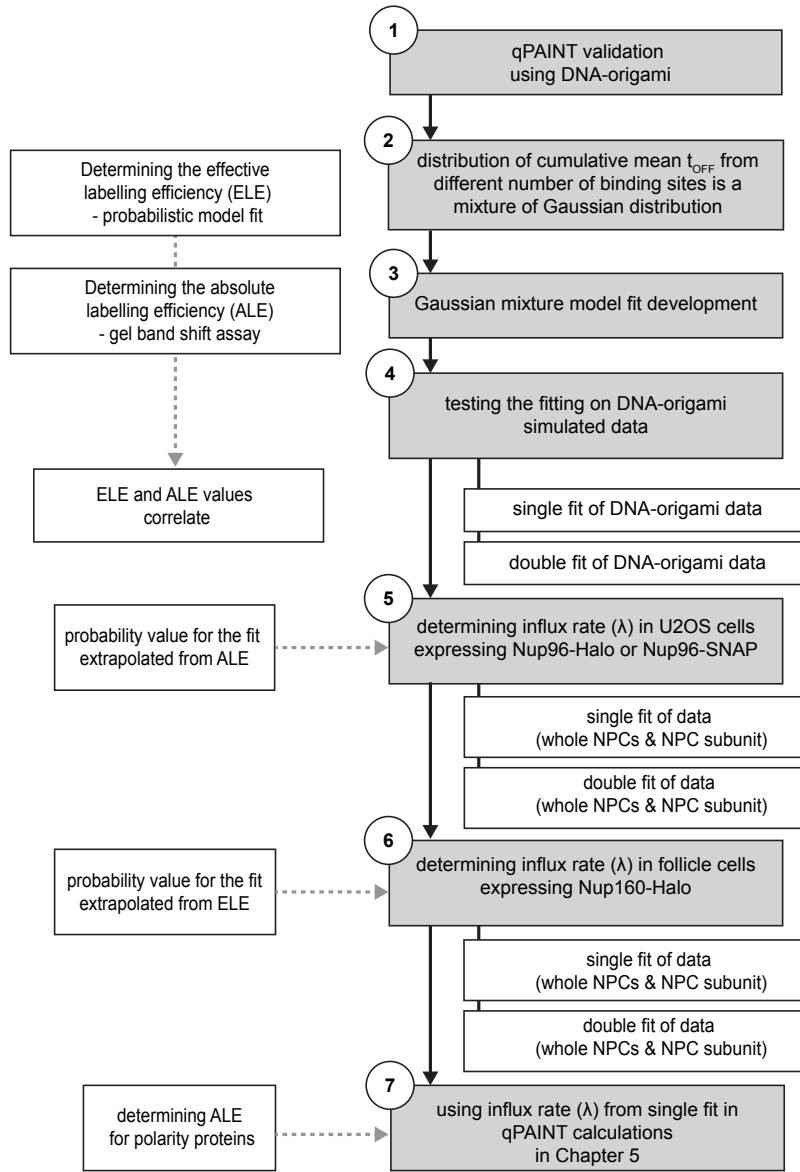 1
qPAINT validation
using DNA-origami
2
distribution of cumulative mean tOFF from
different number of binding sites is a
mixture of Gaussian distribution
Determining the effective
labelling efficiency (ELE)
- probabilistic model fit
3
Gaussian mixture model fit development
Determining the absolute
labelling efficiency (ALE)
- gel band shift assay
4
testing the fitting on DNA-origami
simulated data
ELE and ALE values
correlate
single fit of DNA-origami data
double fit of DNA-origami data
5
determining influx rate (λ) in U2OS cells
expressing Nup96-Halo or Nup96-SNAP
probability value for the fit
extrapolated from ALE
single fit of data
(whole NPCs & NPC subunit)
double fit of data
(whole NPCs & NPC subunit)
6
determining influx rate (λ) in follicle cells
expressing Nup160-Halo
probability value for the fit
extrapolated from ELE
single fit of data
(whole NPCs & NPC subunit)
double fit of data
(whole NPCs & NPC subunit)
7
using influx rate (λ) from single fit in
qPAINT calculations
in Chapter 5
determining ALE
for polarity proteins